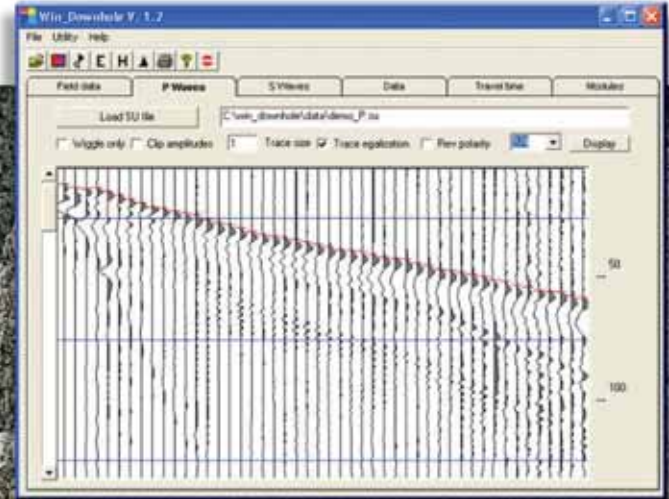 Win_Downhole V. 1.2
File Utility Help
E H
Field data P Waves S Waves Data Travel time Modules
Load SU file C:\win_downhole\data\demo_P.su
Wiggle only Clip amplitudes 1 Trace size Trace egalization Rev polarity Display
50
100